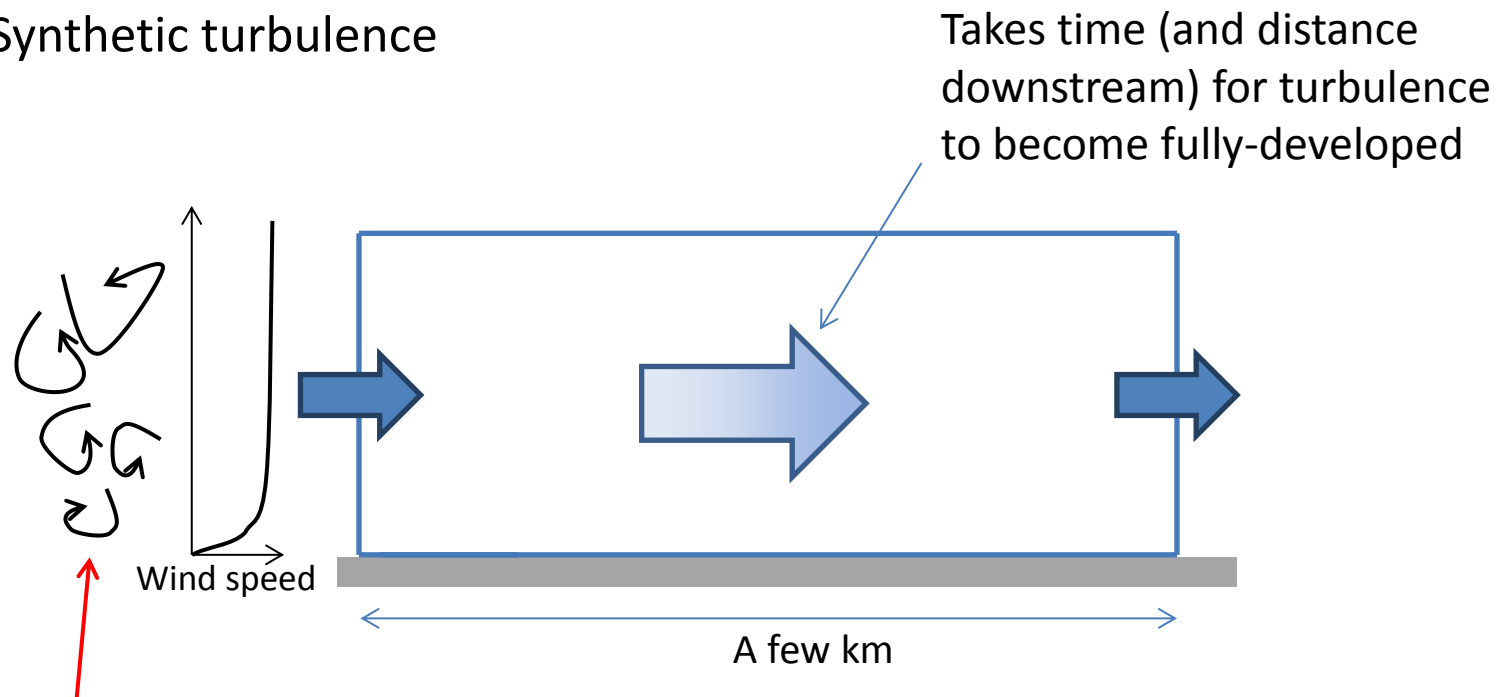 Synthetic turbulence
Takes time (and distance
downstream) for turbulence
to become fully-developed
Wind speed
A few km